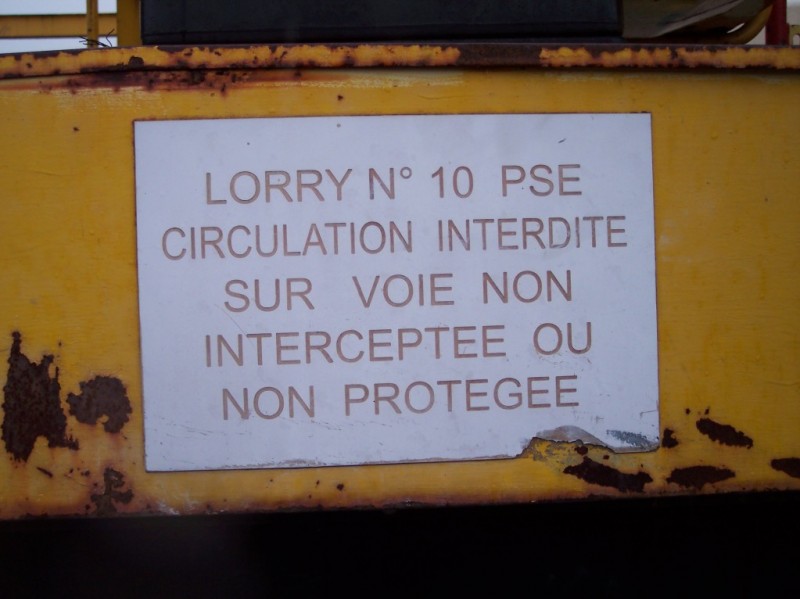 LORRY N° 10 PSE
CIRCULATION INTERDITE
SUR VOIE NON
INTERCEPTEE OU
NON PROTEGEE